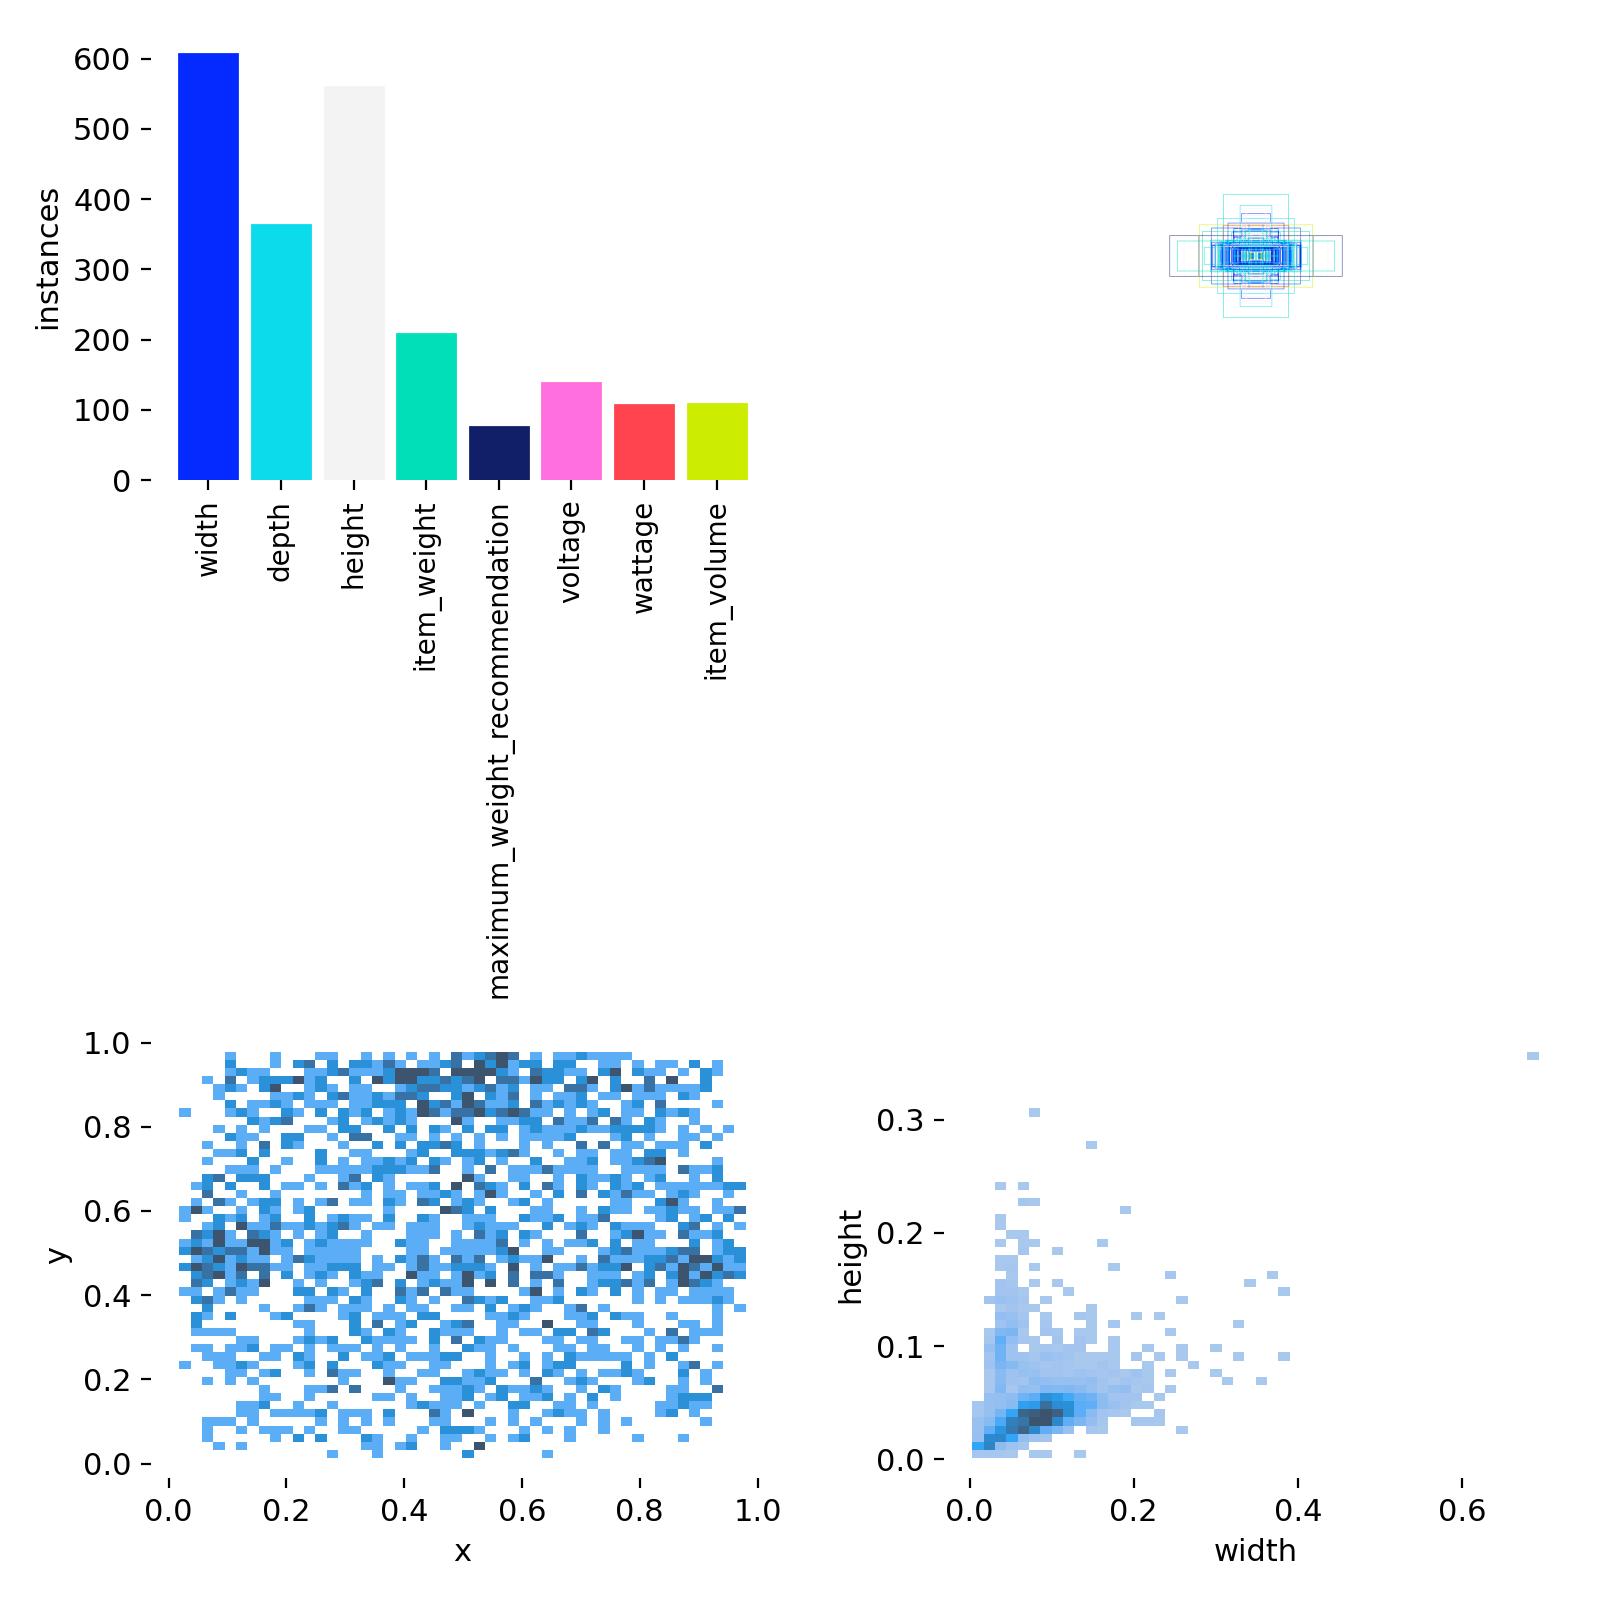 600
500
400
300
200
100
0
instances
width
depth
height
item_weight
maximum_weight_recommendation
voltage
wattage
item_volume
1.0
0.8
0.6
0.4
0.2
0.0
y
0.0 0.2 0.4 0.6 0.8 1.0
x
0.3
0.2
0.1
0.0
height
0.0 0.2 0.4 0.6
width